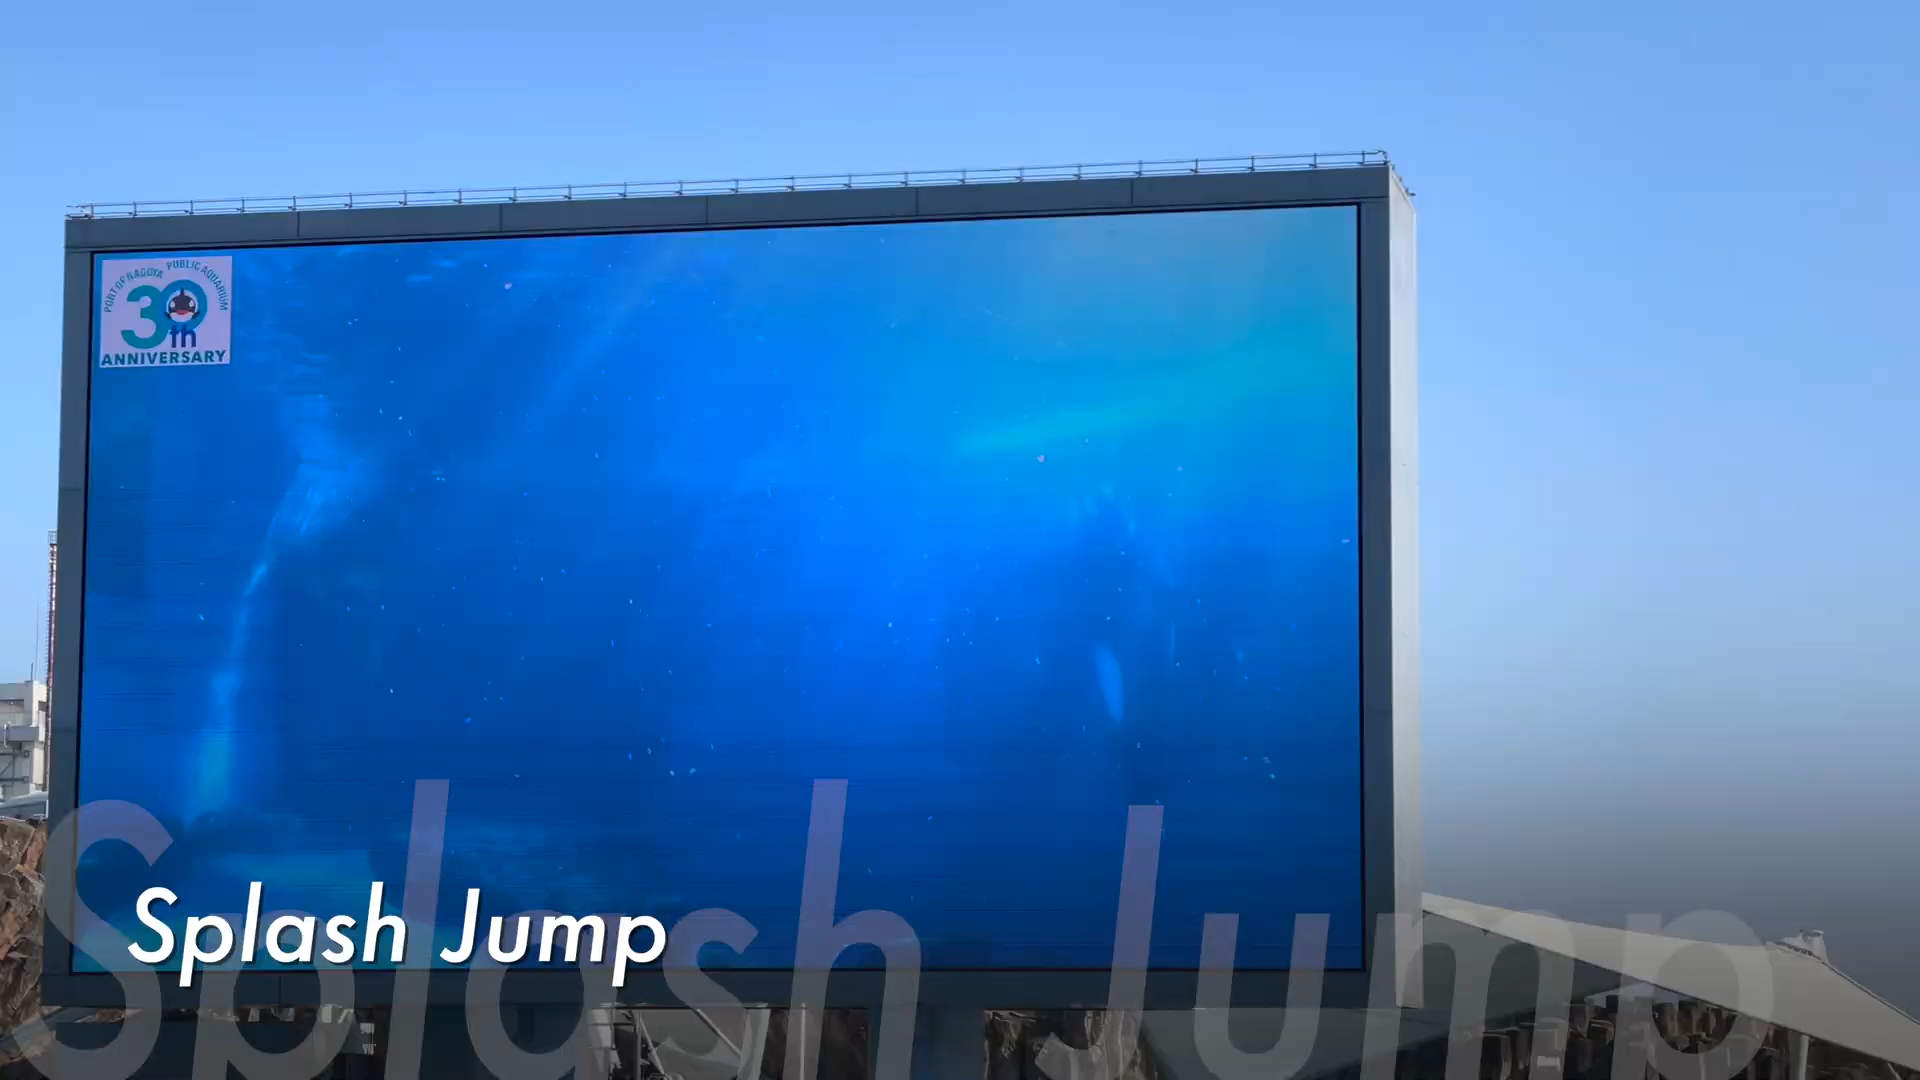 PORT OF NAGOYA PUBLIC AQUARIUM
30th
ANNIVERSARY
Splash Jump
Splash Jump